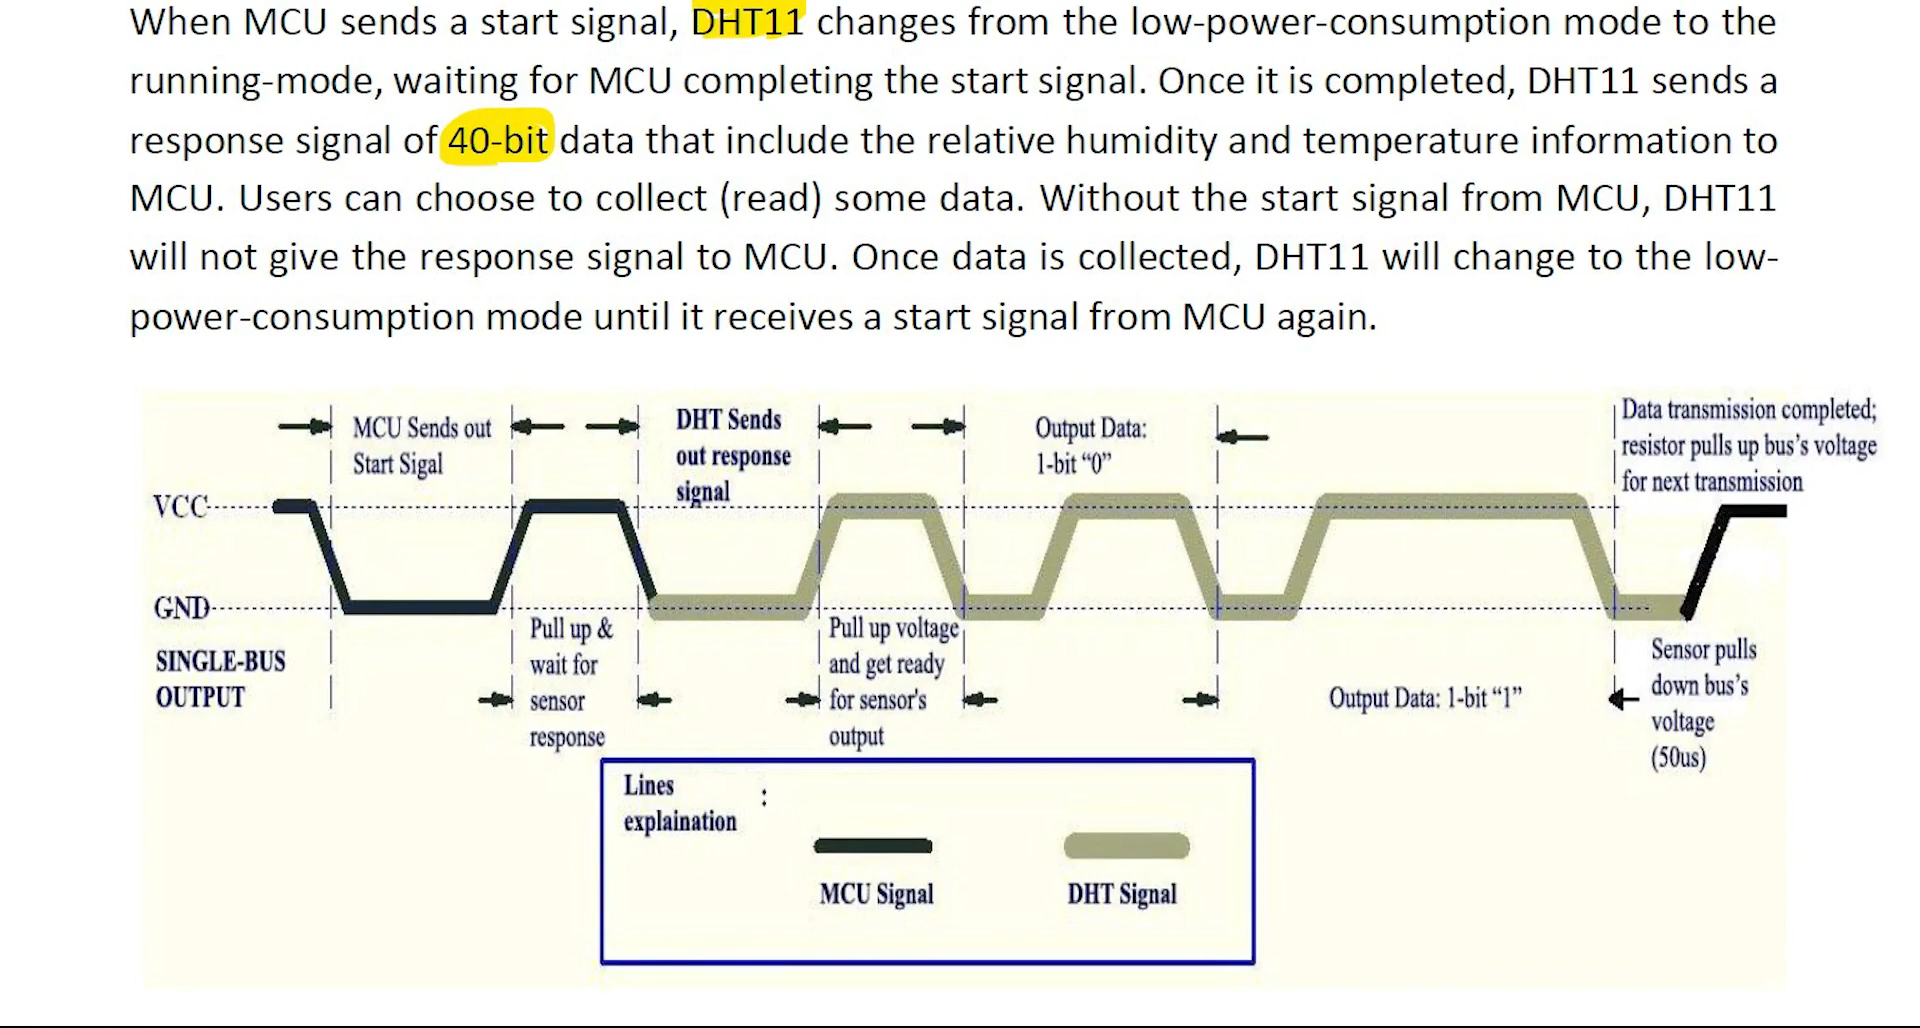 When MCU sends a start signal, DHT11 changes from the low-power-consumption mode to the
running-mode, waiting for MCU completing the start signal. Once it is completed, DHT11 sends a
response signal of 40-bit data that include the relative humidity and temperature information to
MCU. Users can choose to collect (read) some data. Without the start signal from MCU, DHT11
will not give the response signal to MCU. Once data is collected, DHT11 will change to the low-
power-consumption mode until it receives a start signal from MCU again.
MCU Sends out
Start Sigal
DHT Sends
out response
signal
Output Data:
1-bit “0”
Data transmission completed;
resistor pulls up bus’s voltage
for next transmission
VCC
GND
SINGLE-BUS
OUTPUT
Pull up &
wait for
sensor
response
Pull up voltage
and get ready
for sensor's
output
Output Data: 1-bit “1”
Sensor pulls
down bus’s
voltage
(50us)
Lines
explaination :
MCU Signal
DHT Signal